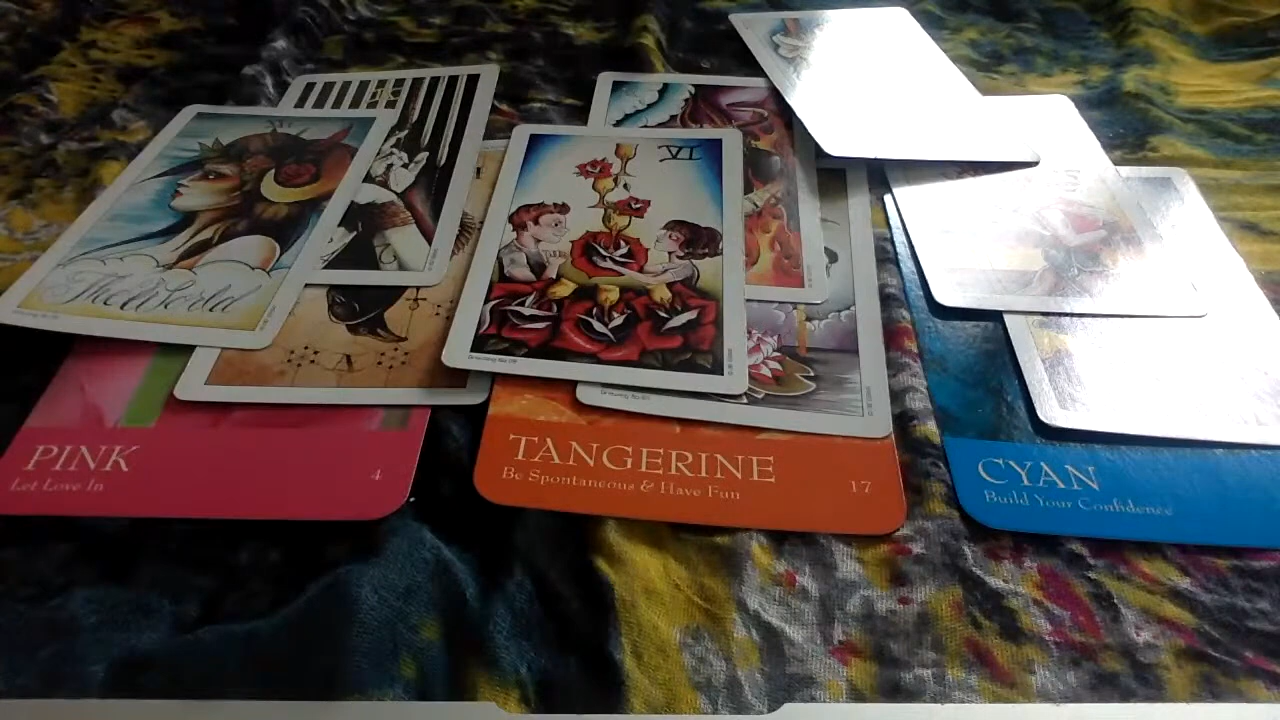 The World
VI
PINK
Let Love In
4
TANGERINE
Be Spontaneous & Have Fun
17
CYAN
Build Your Confidence